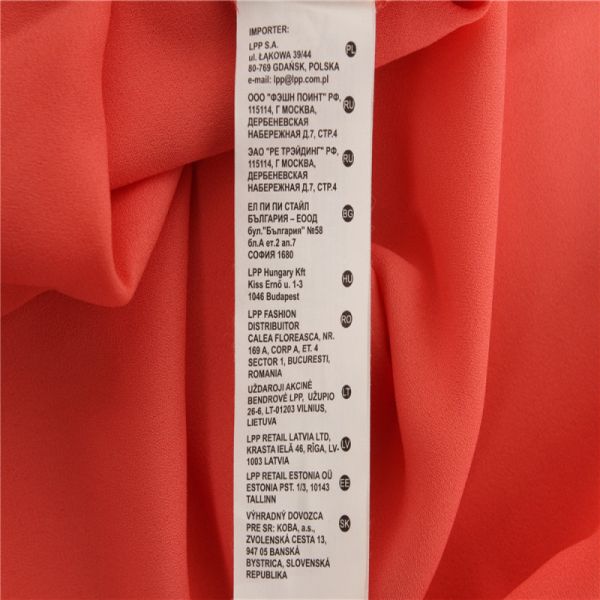 IMPORTER:
LPP S.A.
ul. ŁĄKOWA 39/44
80-769 GDAŃSK, POLSKA
e-mail: lpp@lpp.com.pl
PL
ООО "ФЭШН ПОИНТ" РФ,
115114, Г МОСКВА,
ДЕРБЕНЕВСКАЯ
НАБЕРЕЖНАЯ Д.7, СТР.4
RU
ЗАО "РЕ ТРЭЙДИНГ" РФ,
115114, Г МОСКВА,
ДЕРБЕНЕВСКАЯ
НАБЕРЕЖНАЯ Д.7, СТР.4
RU
ЕЛ ПИ ПИ СТАЙЛ
БЪЛГАРИЯ – ЕООД
бул."България" №58
бл.А ет.2 ап.7
СОФИЯ 1680
BG
LPP Hungary Kft
Kiss Ernő u. 1-3
1046 Budapest
HU
LPP FASHION
DISTRIBUITOR
CALEA FLOREASCA, NR.
169 A, CORP A, ET. 4
SECTOR 1, BUCURESTI,
ROMANIA
RO
UŽDAROJI AKCINĖ
BENDROVĖ LPP, UŽUPIO
26-6, LT-01203 VILNIUS,
LIETUVA
LT
LPP RETAIL LATVIA LTD,
KRASTA IELĀ 46, RĪGA, LV-
1003 LATVIA
LV
LPP RETAIL ESTONIA OÜ
ESTONIA PST. 1/3, 10143
TALLINN
EE
VÝHRADNÝ DOVOZCA
PRE SR: KOBA, a.s.,
ZVOLENSKÁ CESTA 13,
947 05 BANSKÁ
BYSTRICA, SLOVENSKÁ
REPUBLIKA
SK